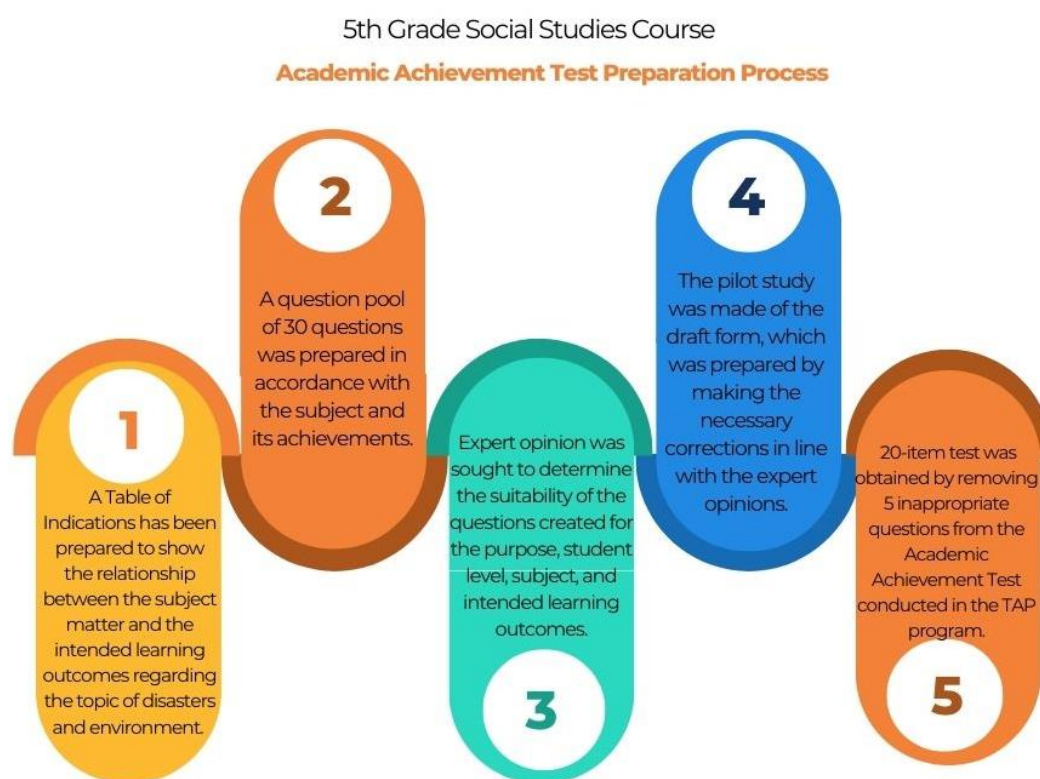 5th Grade Social Studies Course
Academic Achievement Test Preparation Process
1
A Table of
Indications has been
prepared to show
the relationship
between the subject
matter and the
intended learning
outcomes regarding
the topic of disasters
and environment.
2
A question pool
of 30 questions
was prepared in
accordance with
the subject and
its achievements.
Expert opinion was
sought to determine
the suitability of the
questions created for
the purpose, student
level, subject, and
intended learning
outcomes.
3
4
The pilot study
was made of the
draft form, which
was prepared by
making the
necessary
corrections in line
with the expert
opinions.
20-item test was
obtained by removing
5 inappropriate
questions from the
Academic
Achievement Test
conducted in the TAP
program.
5